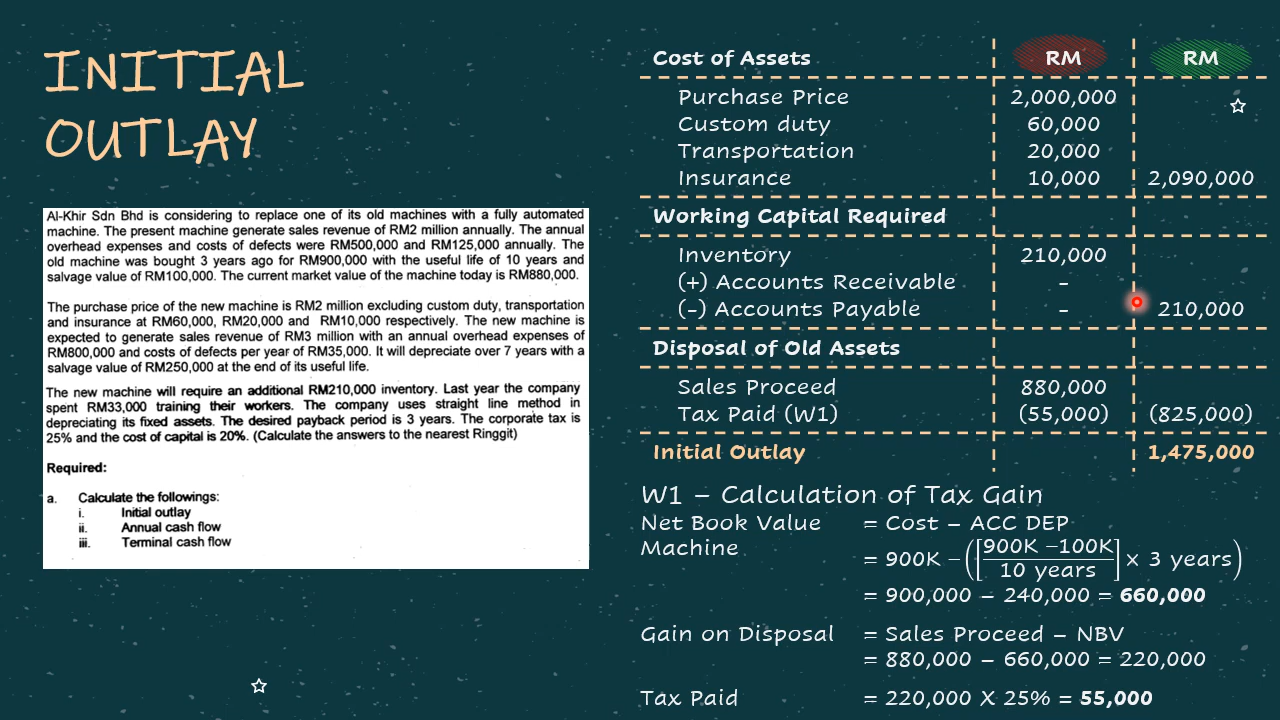 INITIAL
OUTLAY
Al-Khir Sdn Bhd is considering to replace one of its old machines with a fully automated
machine. The present machine generate sales revenue of RM2 million annually. The annual
overhead expenses and costs of defects were RM500,000 and RM125,000 annually. The
old machine was bought 3 years ago for RM900,000 with the useful life of 10 years and
salvage value of RM100,000. The current market value of the machine today is RM880,000.
The purchase price of the new machine is RM2 million excluding custom duty, transportation
and insurance at RM60,000, RM20,000 and RM10,000 respectively. The new machine is
expected to generate sales revenue of RM3 million with an annual overhead expenses of
RM800,000 and costs of defects per year of RM35,000. It will depreciate over 7 years with a
salvage value of RM250,000 at the end of its useful life.
The new machine will require an additional RM210,000 inventory. Last year the company
spent RM33,000 training their workers. The company uses straight line method in
depreciating its fixed assets. The desired payback period is 3 years. The corporate tax is
25% and the cost of capital is 20%. (Calculate the answers to the nearest Ringgit)
Required:
a. Calculate the followings:
i. Initial outlay
ii. Annual cash flow
iii. Terminal cash flow
Cost of Assets RM RM
Purchase Price 2,000,000
Custom duty 60,000
Transportation 20,000
Insurance 10,000 2,090,000
Working Capital Required
Inventory 210,000
(+) Accounts Receivable -
(-) Accounts Payable - 210,000
Disposal of Old Assets
Sales Proceed 880,000
Tax Paid (W1) (55,000) (825,000)
Initial Outlay 1,475,000
W1 – Calculation of Tax Gain
Net Book Value = Cost – ACC DEP
Machine = 900K – ([900K –100K / 10 years] x 3 years)
= 900,000 – 240,000 = 660,000
Gain on Disposal = Sales Proceed – NBV
= 880,000 – 660,000 = 220,000
Tax Paid = 220,000 X 25% = 55,000